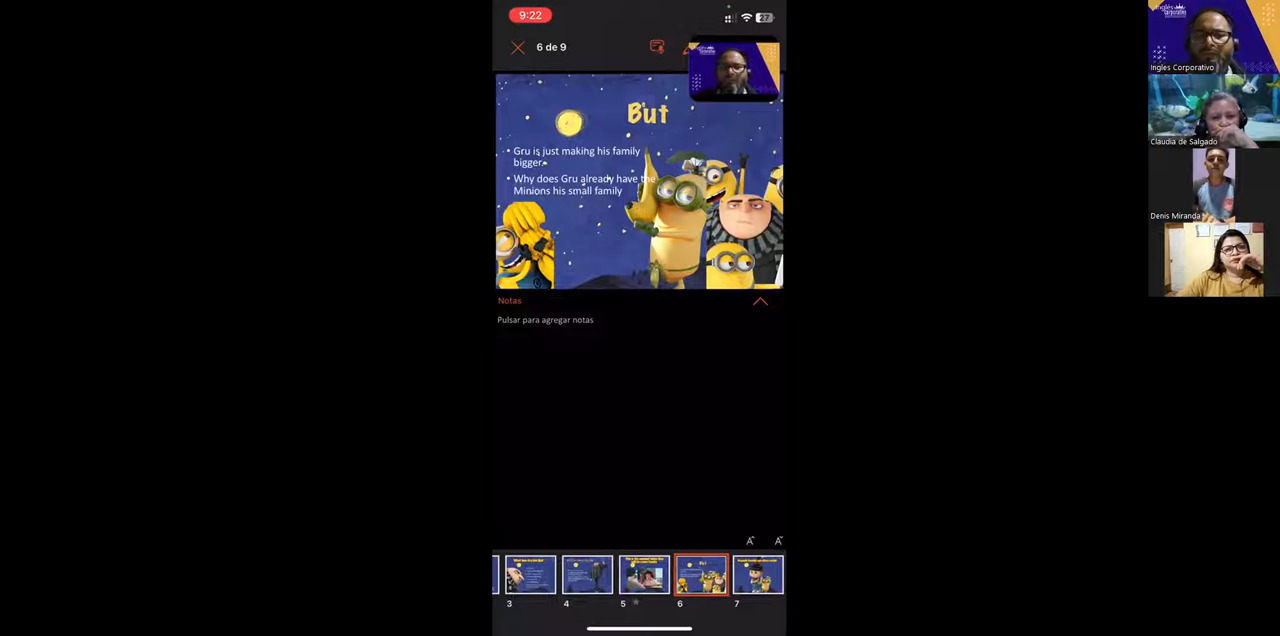 9:22
27
6 de 9
But
• Gru is just making his family
bigger.
• Why does Gru already have the
Minions his small family
Notas
Pulsar para agregar notas
3
4
5
6
But
7
Ingles Corporativo
Claudia de Salgado
Denis Miranda